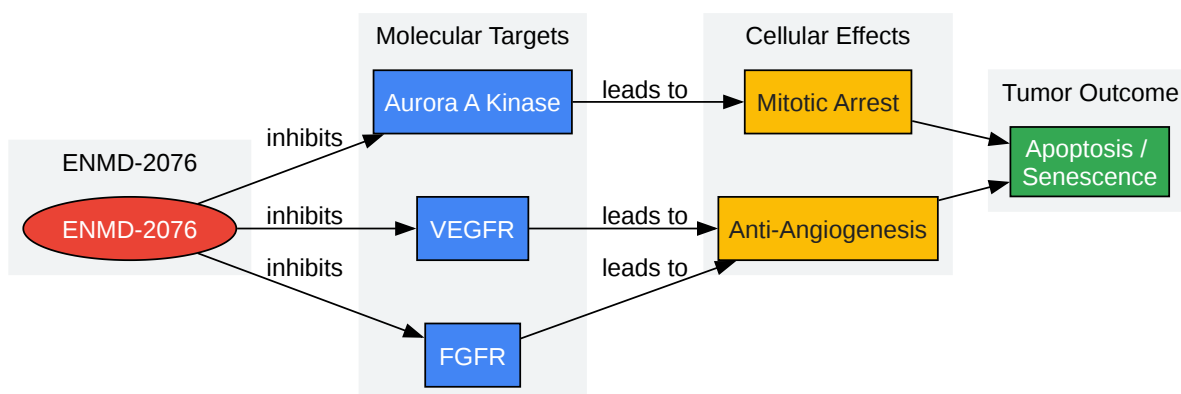 Molecular Targets
Cellular Effects
Aurora A Kinase
leads to
Mitotic Arrest
Tumor Outcome
inhibits
Apoptosis /
Senescence
ENMD-2076
ENMD-2076
inhibits
VEGFR
leads to
Anti-Angiogenesis
inhibits
leads to
FGFR